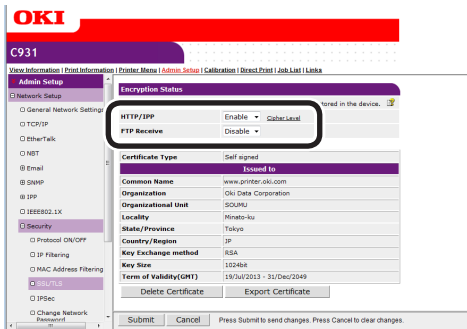 OKI
C931
View Information | Print Information | Printer Menu | Admin Setup | Calibration | Direct Print | Job List | Links
Admin Setup
Network Setup
General Network Settings
TCP/IP
EtherTalk
NBT
Email
SNMP
IPP
IEEE802.1X
Security
Protocol ON/OFF
IP Filtering
MAC Address Filtering
SSL/TLS
IPSec
Change Network
Password
Encryption Status
tored in the device.
HTTP/IPP Enable Cipher Level
FTP Receive Disable
Certificate Type Self signed
Issued to
Common Name www.printer.oki.com
Organization Oki Data Corporation
Organizational Unit SOUMU
Locality Minato-ku
State/Province Tokyo
Country/Region JP
Key Exchange method RSA
Key Size 1024bit
Term of Validity(GMT) 19/Jul/2013 - 31/Dec/2049
Delete Certificate Export Certificate
Submit Cancel Press Submit to send changes. Press Cancel to clear changes.